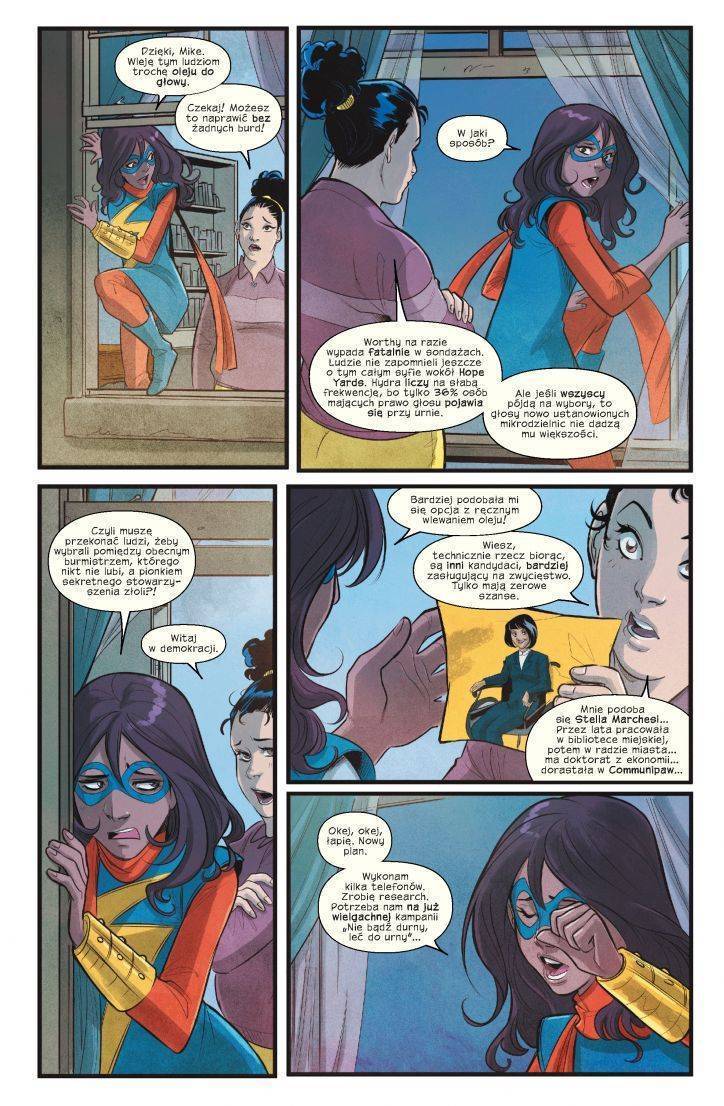 Dzięki, Mike.
Wleję tym ludziom
trochę oleju do
głowy.
Czekaj! Możesz
to naprawić bez
żadnych burd!
W jaki
sposób?
Worthy na razie
wypada fatalnie w sondażach.
Ludzie nie zapomnieli jeszcze
o tym całym syfie wokół Hope
Yards. Hydra liczy na słabą
frekwencję, bo tylko 36% osób
mających prawo głosu pojawia
się przy urnie.
Ale jeśli wszyscy
pójdą na wybory, to
głosy nowo ustanowionych
mikrodzielnic nie dadzą
mu większości.
Czyli muszę
przekonać ludzi, żeby
wybrali pomiędzy obecnym
burmistrzem, którego
nikt nie lubi, a pionkiem
sekretnego stowarzy-
szenia złoli?!
Witaj
w demokracji.
Bardziej podobała mi
się opcja z ręcznym
wlewaniem oleju!
Wiesz,
technicznie rzecz biorąc,
są inni kandydaci, bardziej
zasługujący na zwycięstwo.
Tylko mają zerowe
szanse.
Mnie podoba
się Stella Marchesi...
Przez lata pracowała
w bibliotece miejskiej,
potem w radzie miasta...
ma doktorat z ekonomii...
dorastała w Communipaw...
Okej, okej,
łapię. Nowy
plan.
Wykonam
kilka telefonów.
Zrobię research.
Potrzeba nam na już
wielgachnej kampanii
„Nie bądź durny,
leć do urny"...